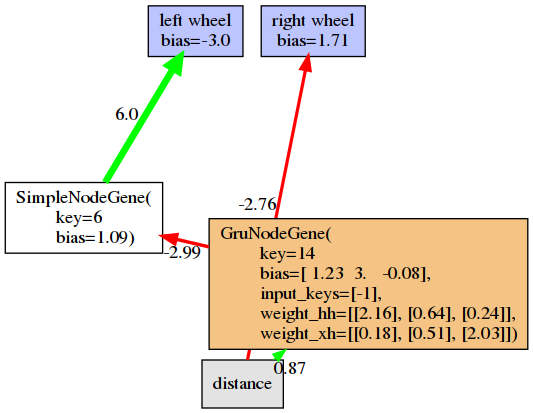 left wheel
bias=-3.0
right wheel
bias=1.71
6.0
SimpleNodeGene(
key=6
bias=1.09)
-2.76
-2.99
GruNodeGene(
key=14
bias=[ 1.23 3. -0.08],
input_keys=[-1],
weight_hh=[[2.16], [0.64], [0.24]],
weight_xh=[[0.18], [0.51], [2.03]])
0.87
distance